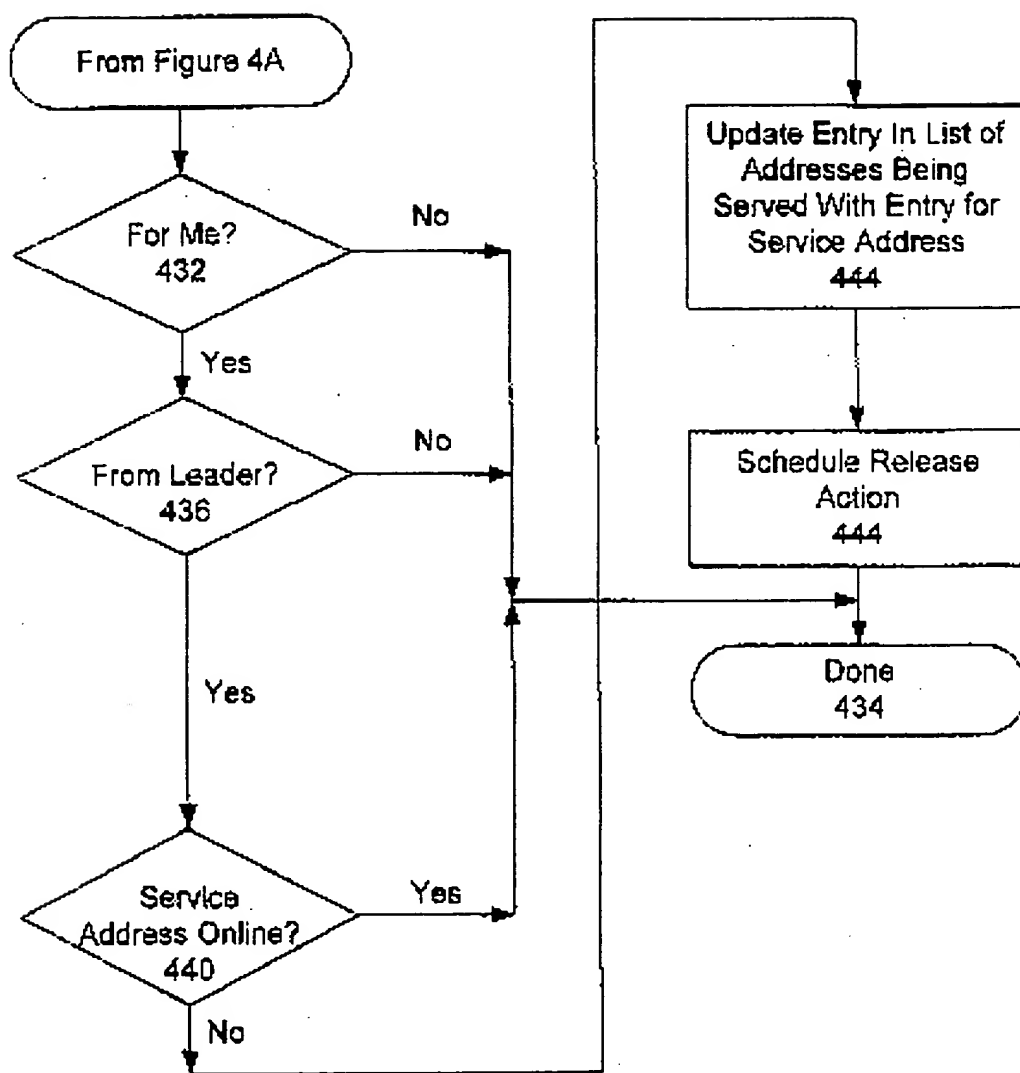 From Figure 4A
For Me?
432
No
Yes
From Leader?
436
No
Yes
Service
Address Online?
440
Yes
No
Update Entry In List of
Addresses Being
Served With Entry for
Service Address
444
Schedule Release
Action
444
Done
434